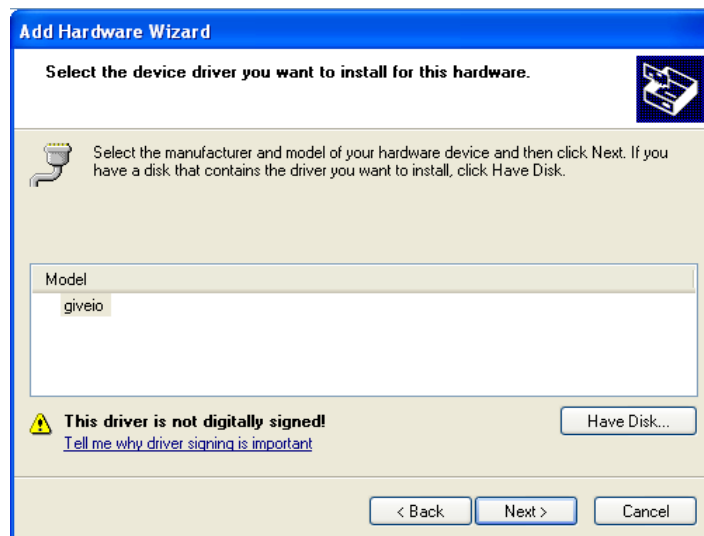 Add Hardware Wizard
Select the device driver you want to install for this hardware.
Select the manufacturer and model of your hardware device and then click Next. If you
have a disk that contains the driver you want to install, click Have Disk.
Model
giveio
This driver is not digitally signed!
Have Disk...
Tell me why driver signing is important
< Back
Next >
Cancel